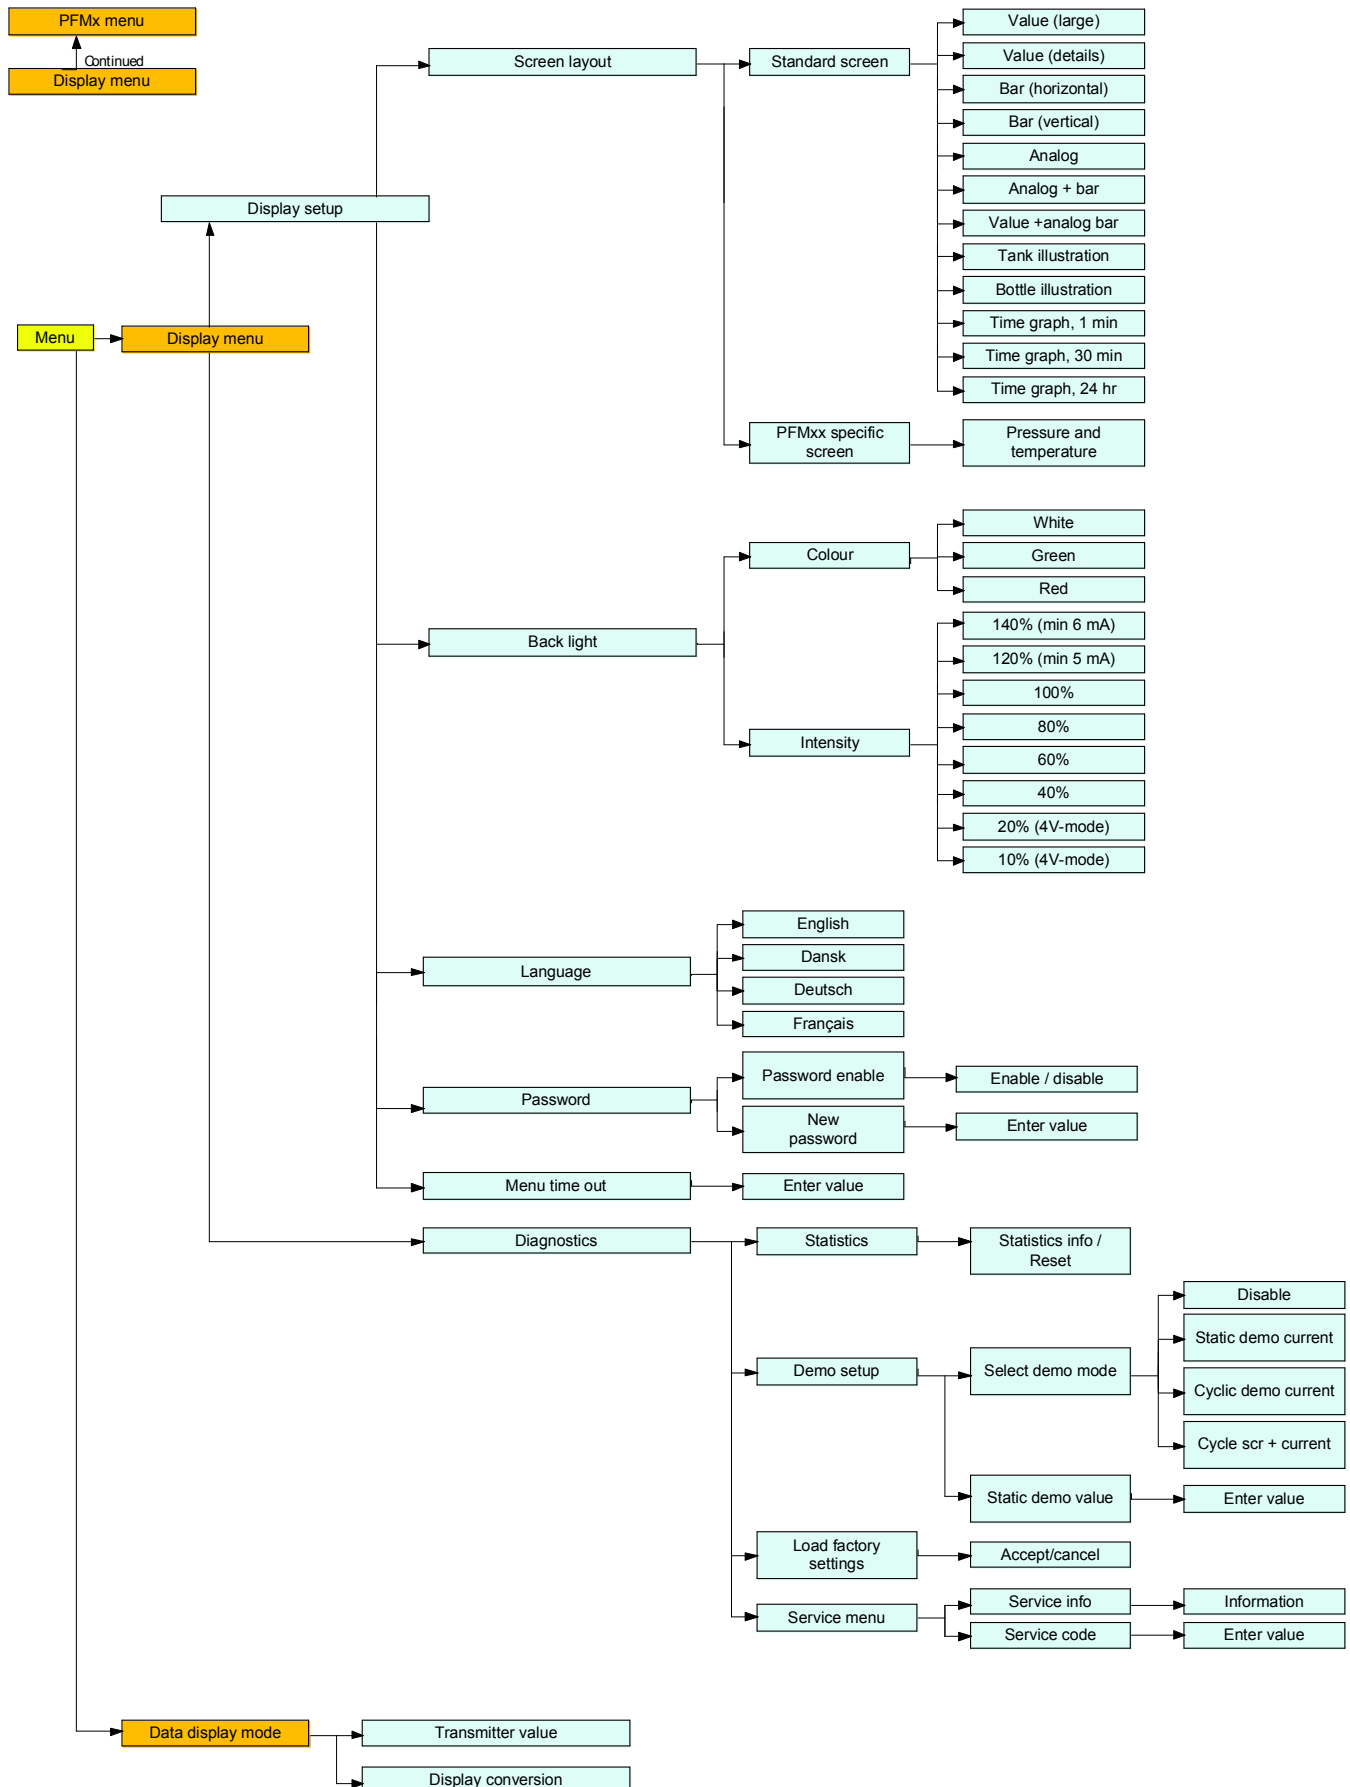 PFMx menu
Continued
Display menu
Screen layout
Standard screen
Value (large)
Value (details)
Bar (horizontal)
Bar (vertical)
Analog
Analog + bar
Value +analog bar
Tank illustration
Bottle illustration
Time graph, 1 min
Time graph, 30 min
Time graph, 24 hr
Display setup
Menu
Display menu
PFMxx specific
screen
Pressure and
temperature
Back light
Colour
White
Green
Red
Intensity
140% (min 6 mA)
120% (min 5 mA)
100%
80%
60%
40%
20% (4V-mode)
10% (4V-mode)
Language
English
Dansk
Deutsch
Français
Password
Password enable
Enable / disable
New
password
Enter value
Menu time out
Enter value
Diagnostics
Statistics
Statistics info /
Reset
Demo setup
Select demo mode
Disable
Static demo current
Cyclic demo current
Cycle scr + current
Static demo value
Enter value
Load factory
settings
Accept/cancel
Service menu
Service info
Information
Service code
Enter value
Data display mode
Transmitter value
Display conversion